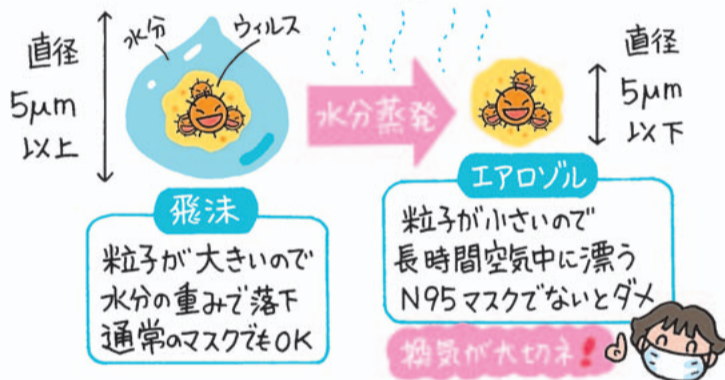 直径
5μm
以上
水分
ウィルス
飛沫
粒子が大きいので
水分の重みで落下
通常のマスクでもOK
水分蒸発
直径
5μm
以下
エアロゾル
粒子が小さいので
長時間空気中に漂う
N95マスクでないとダメ
換気が大切ネ!